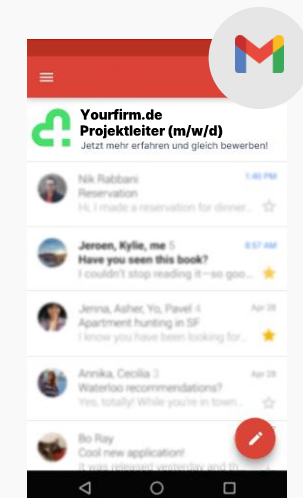 Yourfirm.de
Projektleiter (m/w/d)
Jetzt mehr erfahren und gleich bewerben!
Nik Rabbani
1:40 PM
Reservation
Hi, I made a reservation for dinner...
Jeroen, Kylie, me 5
8:57 AM
Have you seen this book?
I couldn't stop reading it—so goo...
Jenna, Asher, Yo, Pavel 4
Apr 28
Apartment hunting in SF
I know you have been looking for...
Annika, Cecilia 3
Apr 28
Waterloo recommendations?
Yes, totally! While you're in town...
Bo Ray
Cool new application!
It was released yesterday and th...